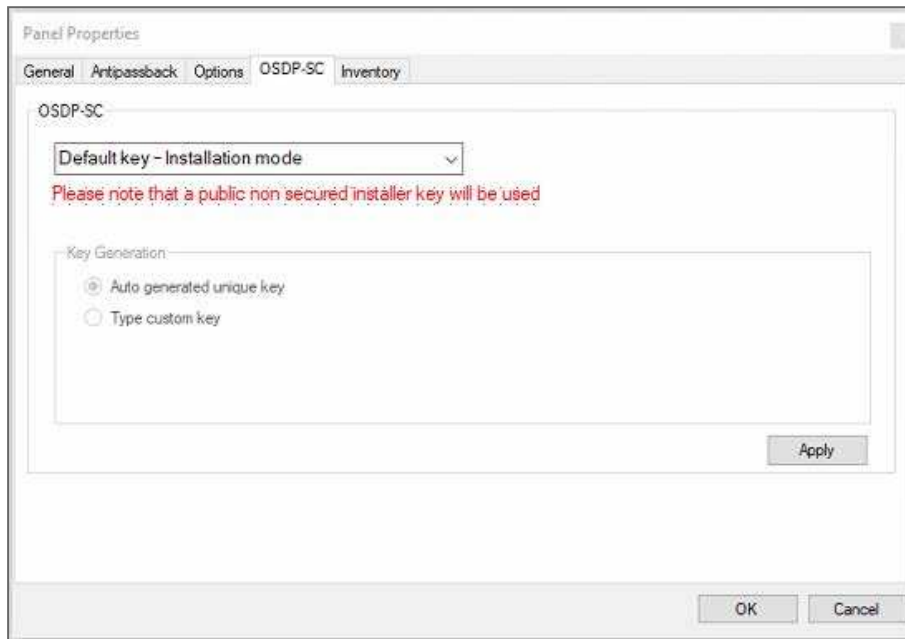 Panel Properties
General Antipassback Options OSDP-SC Inventory
OSDP-SC
Default key - Installation mode
Please note that a public non secured installer key will be used
Key Generation
Auto generated unique key
Type custom key
Apply
OK Cancel